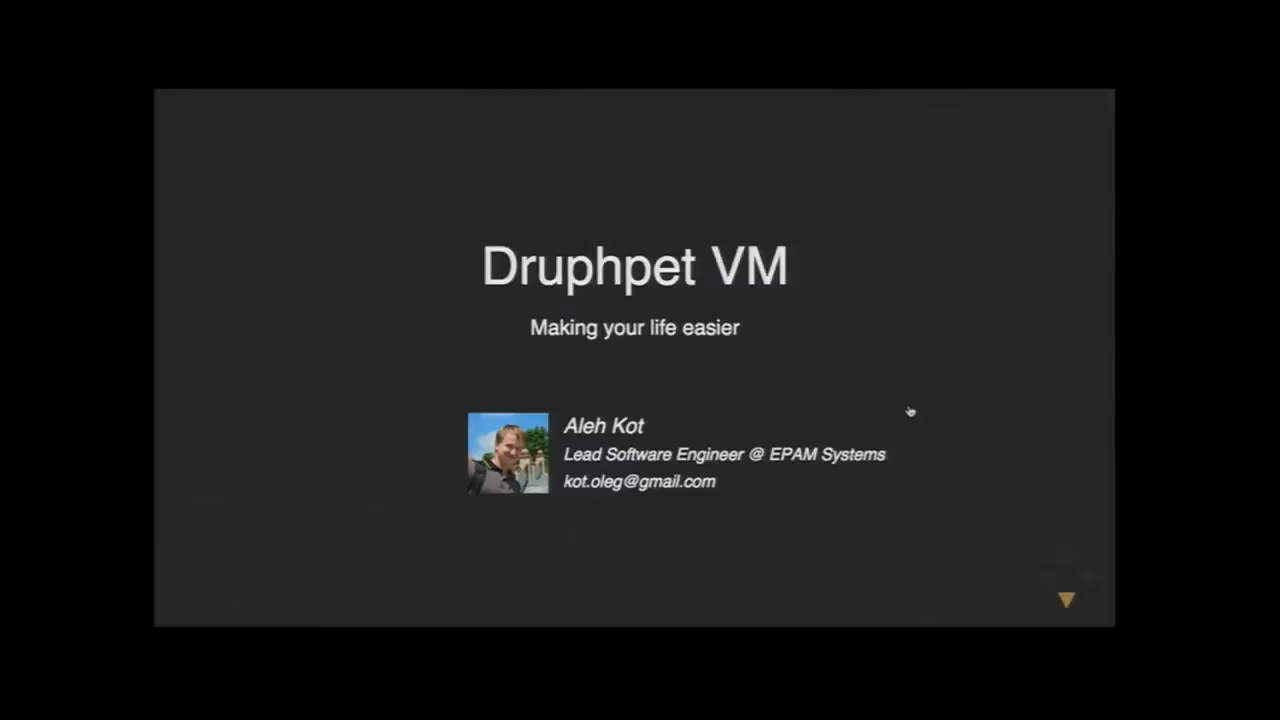 Druphpet VM
Making your life easier
Aleh Kot
Lead Software Engineer @ EPAM Systems
kot.oleg@gmail.com